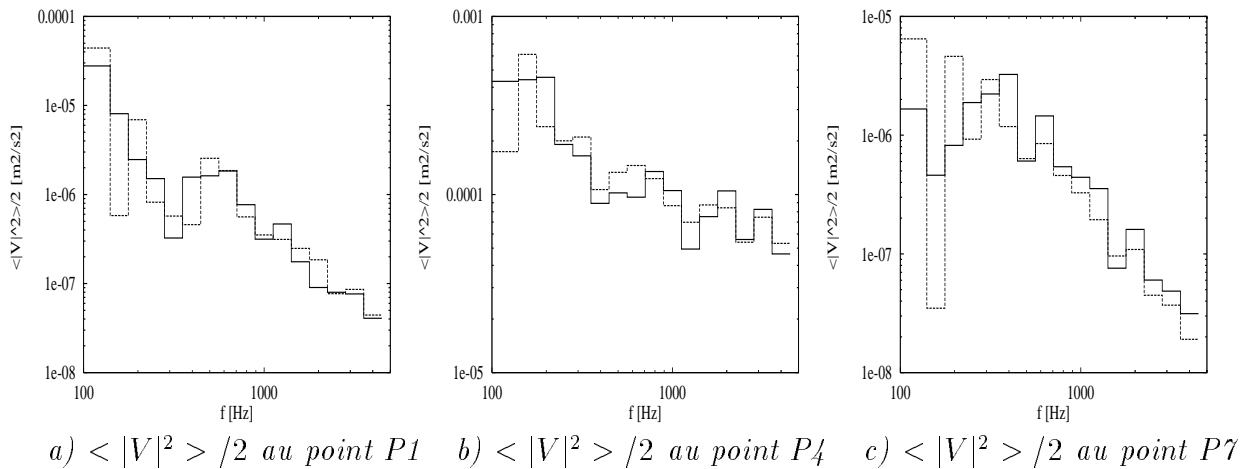 0.0001
1e-05
1e-06
1e-07
1e-08
<|V|^2>/2 [m2/s2]
100
1000
f [Hz]
0.001
0.0001
1e-05
<|V|^2>/2 [m2/s2]
100
1000
f [Hz]
1e-05
1e-06
1e-07
1e-08
<|V|^2>/2 [m2/s2]
100
1000
f [Hz]
a) < |V|² > /2 au point P1
b) < |V|² > /2 au point P4
c) < |V|² > /2 au point P7